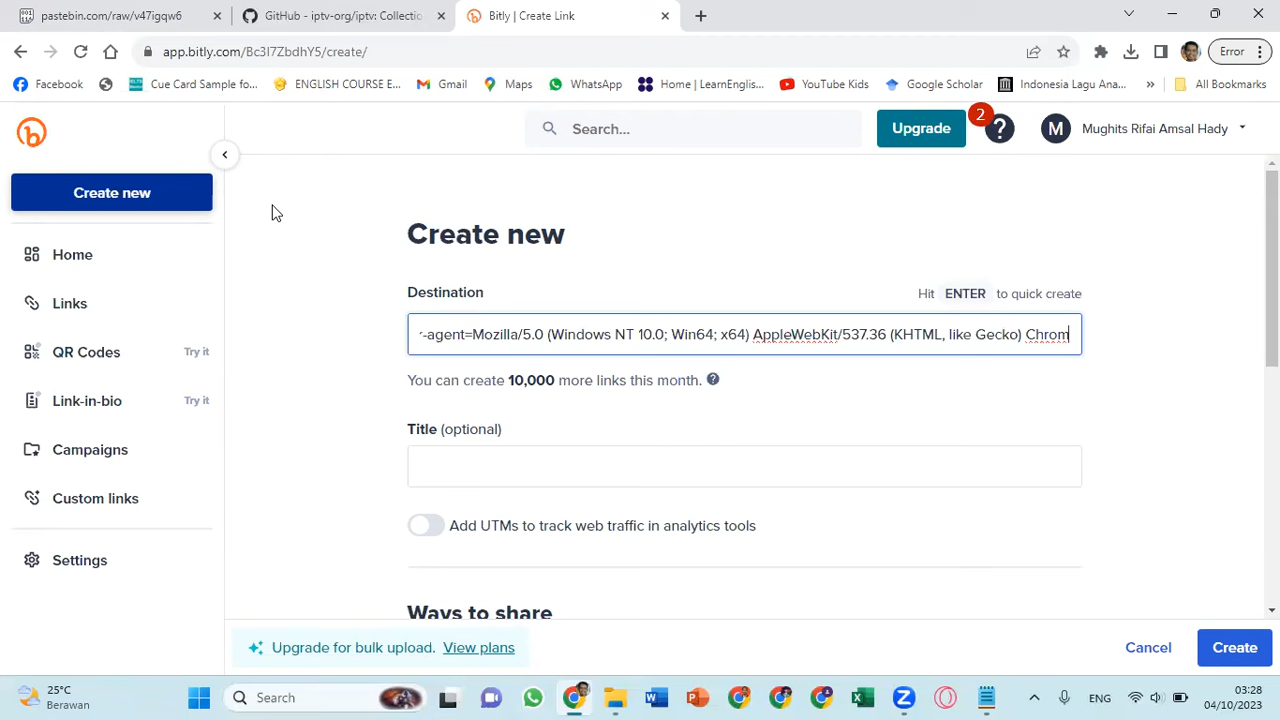 pastebin.com/raw/v47igqw6
GitHub - iptv-org/iptv: Collectio
Bitly | Create Link
app.bitly.com/Bc3I7ZbdhY5/create/
Error
Facebook
Cue Card Sample fo...
ENGLISH COURSE E...
Gmail
Maps
WhatsApp
Home | LearnEnglis...
YouTube Kids
Google Scholar
Indonesia Lagu Ana...
»
All Bookmarks
Search...
Upgrade
2
?
M
Mughits Rifai Amsal Hady
Create new
Home
Links
QR Codes Try it
Link-in-bio Try it
Campaigns
Custom links
Settings
Create new
Destination
Hit ENTER to quick create
-agent=Mozilla/5.0 (Windows NT 10.0; Win64; x64) AppleWebKit/537.36 (KHTML, like Gecko) Chrom
You can create 10,000 more links this month.
Title (optional)
Add UTMs to track web traffic in analytics tools
Ways to share
Upgrade for bulk upload. View plans
Cancel
Create
25°C
Berawan
Search
ENG
03:28
04/10/2023